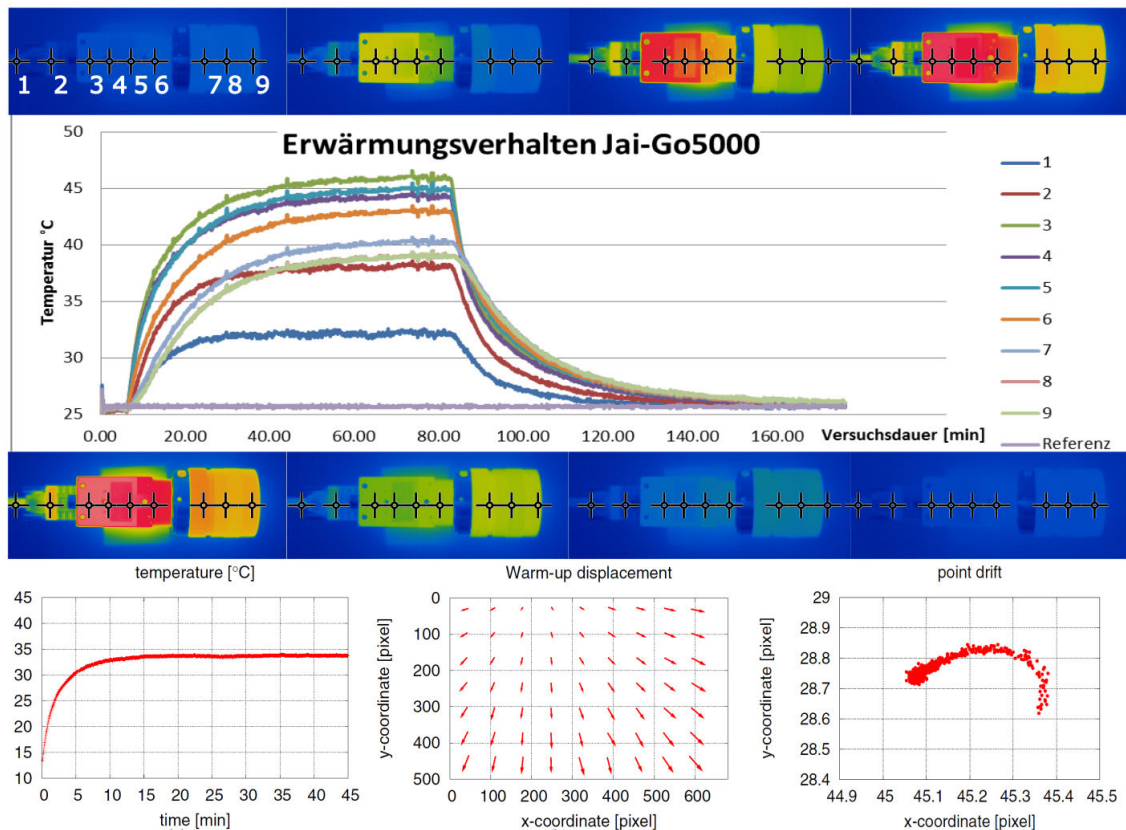 1 2 3 4 5 6 7 8 9
Erwärmungsverhalten Jai-Go5000
Temperatur °C
50
45
40
35
30
25
0.00 20.00 40.00 60.00 80.00 100.00 120.00 140.00 160.00
Versuchsdauer [min]
1
2
3
4
5
6
7
8
9
Referenz
temperature [°C]
45
40
35
30
25
20
15
10
0 5 10 15 20 25 30 35 40 45
time [min]
Warm-up displacement
y-coordinate [pixel]
0
100
200
300
400
500
0 100 200 300 400 500 600
x-coordinate [pixel]
point drift
y-coordinate [pixel]
29
28.9
28.8
28.7
28.6
28.5
28.4
44.9 45 45.1 45.2 45.3 45.4 45.5
x-coordinate [pixel]